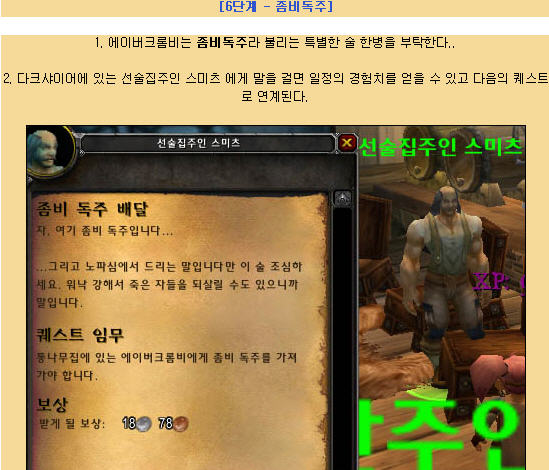 [6단계 - 좀비독주]
1. 에이버크롬비는 좀비독주라 불리는 특별한 술 한병을 부탁한다..
2. 다크샤이어에 있는 선술집주인 스미츠 에게 말을 걸면 일정의 경험치를 얻을 수 있고 다음의 퀘스트
로 연계된다.
선술집주인 스미츠
선술집주인 스미츠
좀비 독주 배달
자, 여기 좀비 독주입니다...
...그리고 노파심에서 드리는 말입니다만 이 술 조심하
세요. 워낙 강해서 죽은 자들을 되살릴 수도 있으니까
말입니다.
XP:
퀘스트 임무
통나무집에 있는 에이버크롬비에게 좀비 독주를 가져
가야 합니다.
보상
받게 될 보상: 18 78
주인